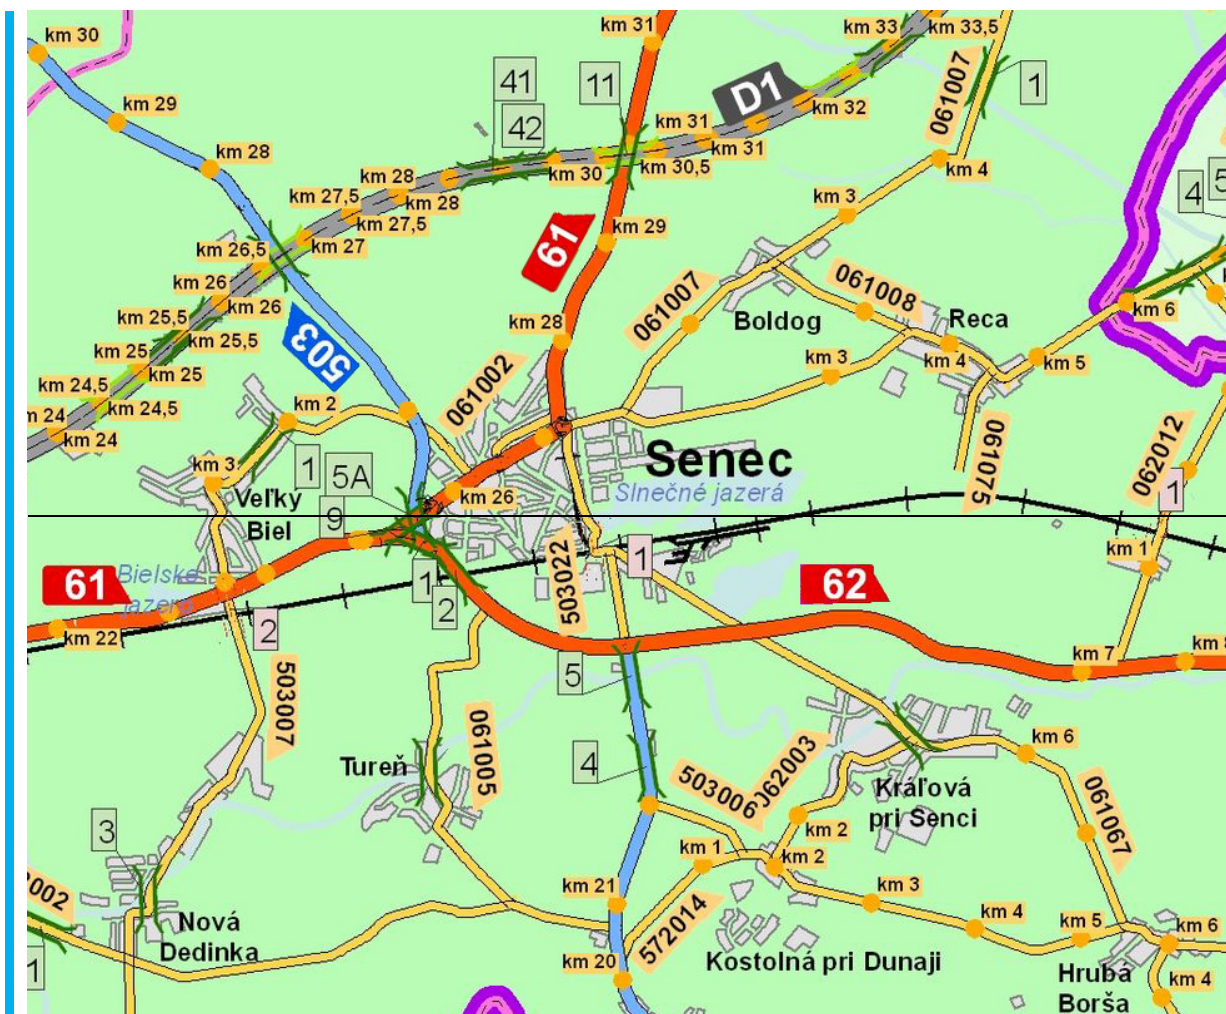 km 30
km 31
km 33
km 33,5
41
11
1
42
D1
061007
km 29
km 31
km 32
km 31
km 28
km 30
km 30,5
km 4
km 28
km 28
km 3
4
km 27,5
km 27,5
km 29
km 26,5
km 27
61
km 26
061008
km 26
061007
km 6
km 25,5
km 28
Boldog
Reca
km 25,5
503
km 25
km 3
km 4
km 5
km 25
km 24,5
061002
km 2
km 24,5
km 24
Senec
061075
062012
km 3
1
5A
Slnečné jazerá
1
Veľký
Biel
9
km 26
km 1
61
Bielske
jazerá
1
2
503022
1
62
km 22
2
km 7
km 8
5
503007
Tureň
061005
4
503006
062003
km 6
Kráľová
pri Senci
061067
3
km 2
km 1
km 2
2002
km 21
km 3
km 4
km 5
km 6
Nová
Dedinka
572014
Kostolná pri Dunaji
1
km 20
Hrubá
Borša
km 4